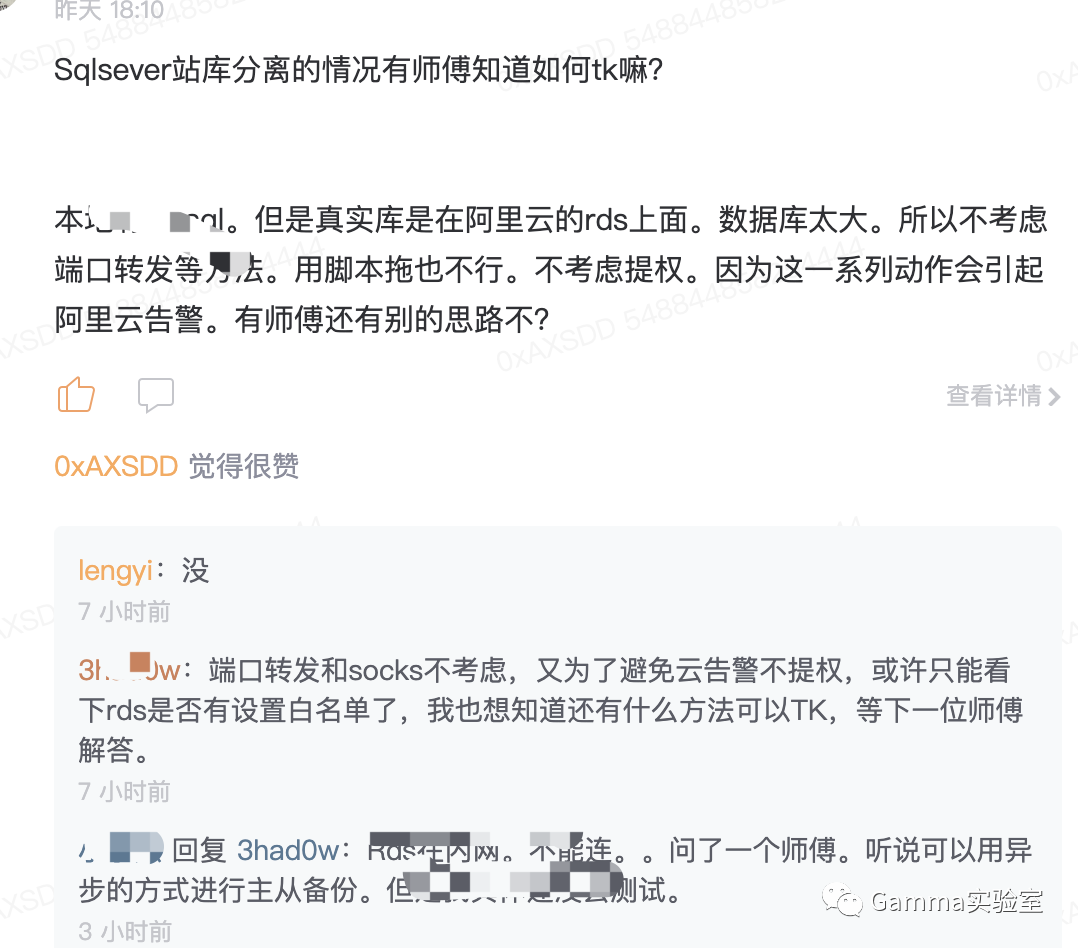 昨天 18:10
Sqlsever站库分离的情况有师傅知道如何tk嘛?
本 。但是真实库是在阿里云的rds上面。数据库太大。所以不考虑
端口转发等方法。用脚本拖也不行。不考虑提权。因为这一系列动作会引起
阿里云告警。有师傅还有别的思路不?
查看详情
0xAXSDD 觉得很赞
lengyi：没
7 小时前
端口转发和socks不考虑，又为了避免云告警不提权，或许只能看
下rds是否有设置白名单了，我也想知道还有什么方法可以TK，等下一位师傅
解答。
7 小时前
回复 3had0w：Rds在内网。不能连。。问了一个师傅。听说可以用异
步的方式进行主从备份。但 测试。
3 小时前
Gamma实验室
0xAXSDD